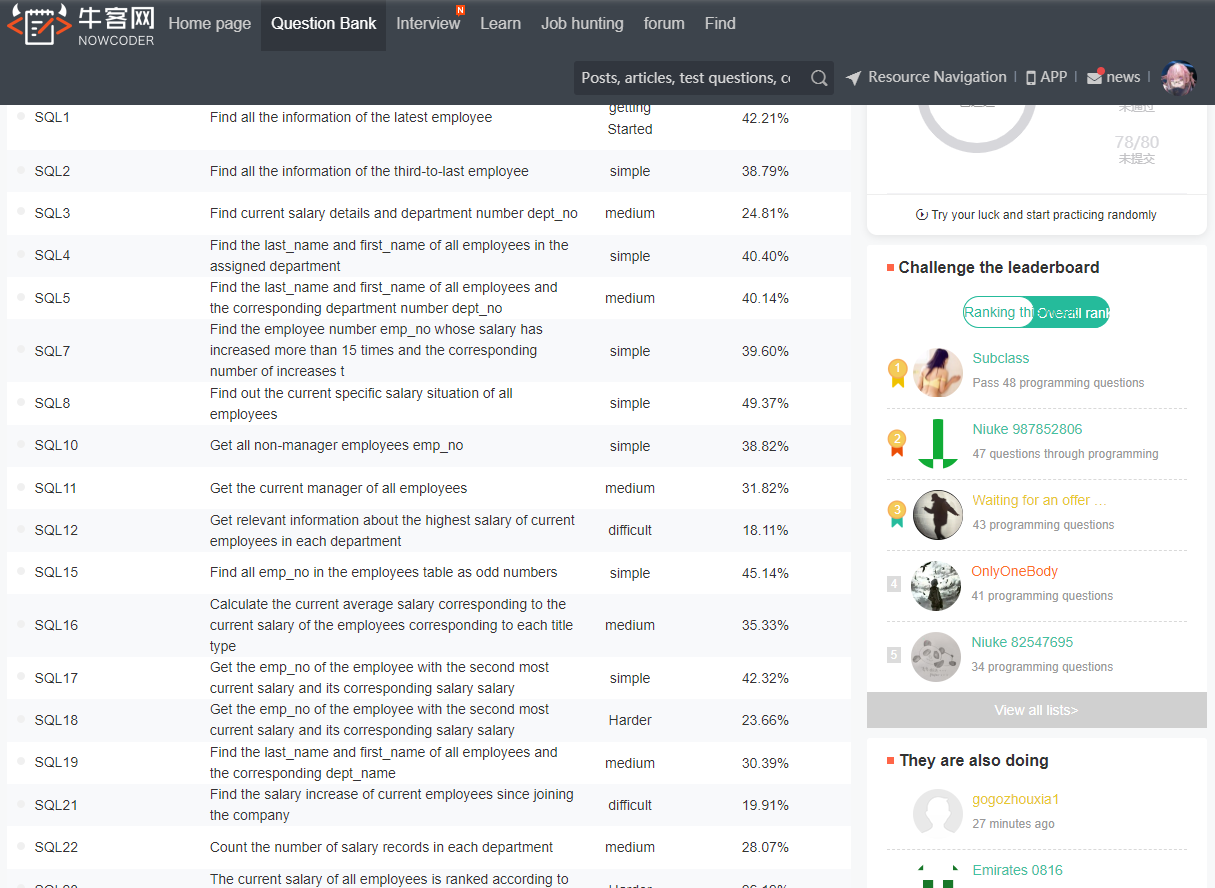 牛客网
NOWCODER
Home page
Question Bank
Interview
N
Learn
Job hunting
forum
Find
Posts, articles, test questions, cc
Resource Navigation
APP
news
SQL1
Find all the information of the latest employee
getting
Started
42.21%
SQL2
Find all the information of the third-to-last employee
simple
38.79%
SQL3
Find current salary details and department number dept_no
medium
24.81%
SQL4
Find the last_name and first_name of all employees in the
assigned department
simple
40.40%
SQL5
Find the last_name and first_name of all employees and
the corresponding department number dept_no
medium
40.14%
SQL7
Find the employee number emp_no whose salary has
increased more than 15 times and the corresponding
number of increases t
simple
39.60%
SQL8
Find out the current specific salary situation of all
employees
simple
49.37%
SQL10
Get all non-manager employees emp_no
simple
38.82%
SQL11
Get the current manager of all employees
medium
31.82%
SQL12
Get relevant information about the highest salary of current
employees in each department
difficult
18.11%
SQL15
Find all emp_no in the employees table as odd numbers
simple
45.14%
SQL16
Calculate the current average salary corresponding to the
current salary of the employees corresponding to each title
type
medium
35.33%
SQL17
Get the emp_no of the employee with the second most
current salary and its corresponding salary salary
simple
42.32%
SQL18
Get the emp_no of the employee with the second most
current salary and its corresponding salary salary
Harder
23.66%
SQL19
Find the last_name and first_name of all employees and
the corresponding dept_name
medium
30.39%
SQL21
Find the salary increase of current employees since joining
the company
difficult
19.91%
SQL22
Count the number of salary records in each department
medium
28.07%
The current salary of all employees is ranked according to
Harder
未通过
78/80
未提交
Try your luck and start practicing randomly
Challenge the leaderboard
Ranking thi
Overall rank
1
Subclass
Pass 48 programming questions
2
Niuke 987852806
47 questions through programming
3
Waiting for an offer …
43 programming questions
4
OnlyOneBody
41 programming questions
5
Niuke 82547695
34 programming questions
View all lists>
They are also doing
gogozhouxia1
27 minutes ago
Emirates 0816